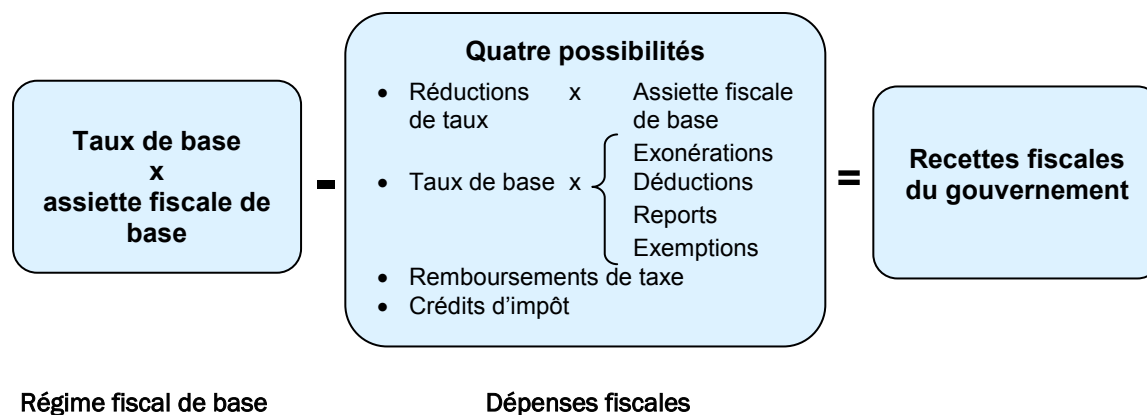 Quatre possibilités
• Réductions x Assiette fiscale
de taux de base
Exonérations
• Taux de base x Déductions
Reports
Exemptions
• Remboursements de taxe
• Crédits d'impôt
Taux de base
x
assiette fiscale de
base
-
=
Recettes fiscales
du gouvernement
Régime fiscal de base
Dépenses fiscales